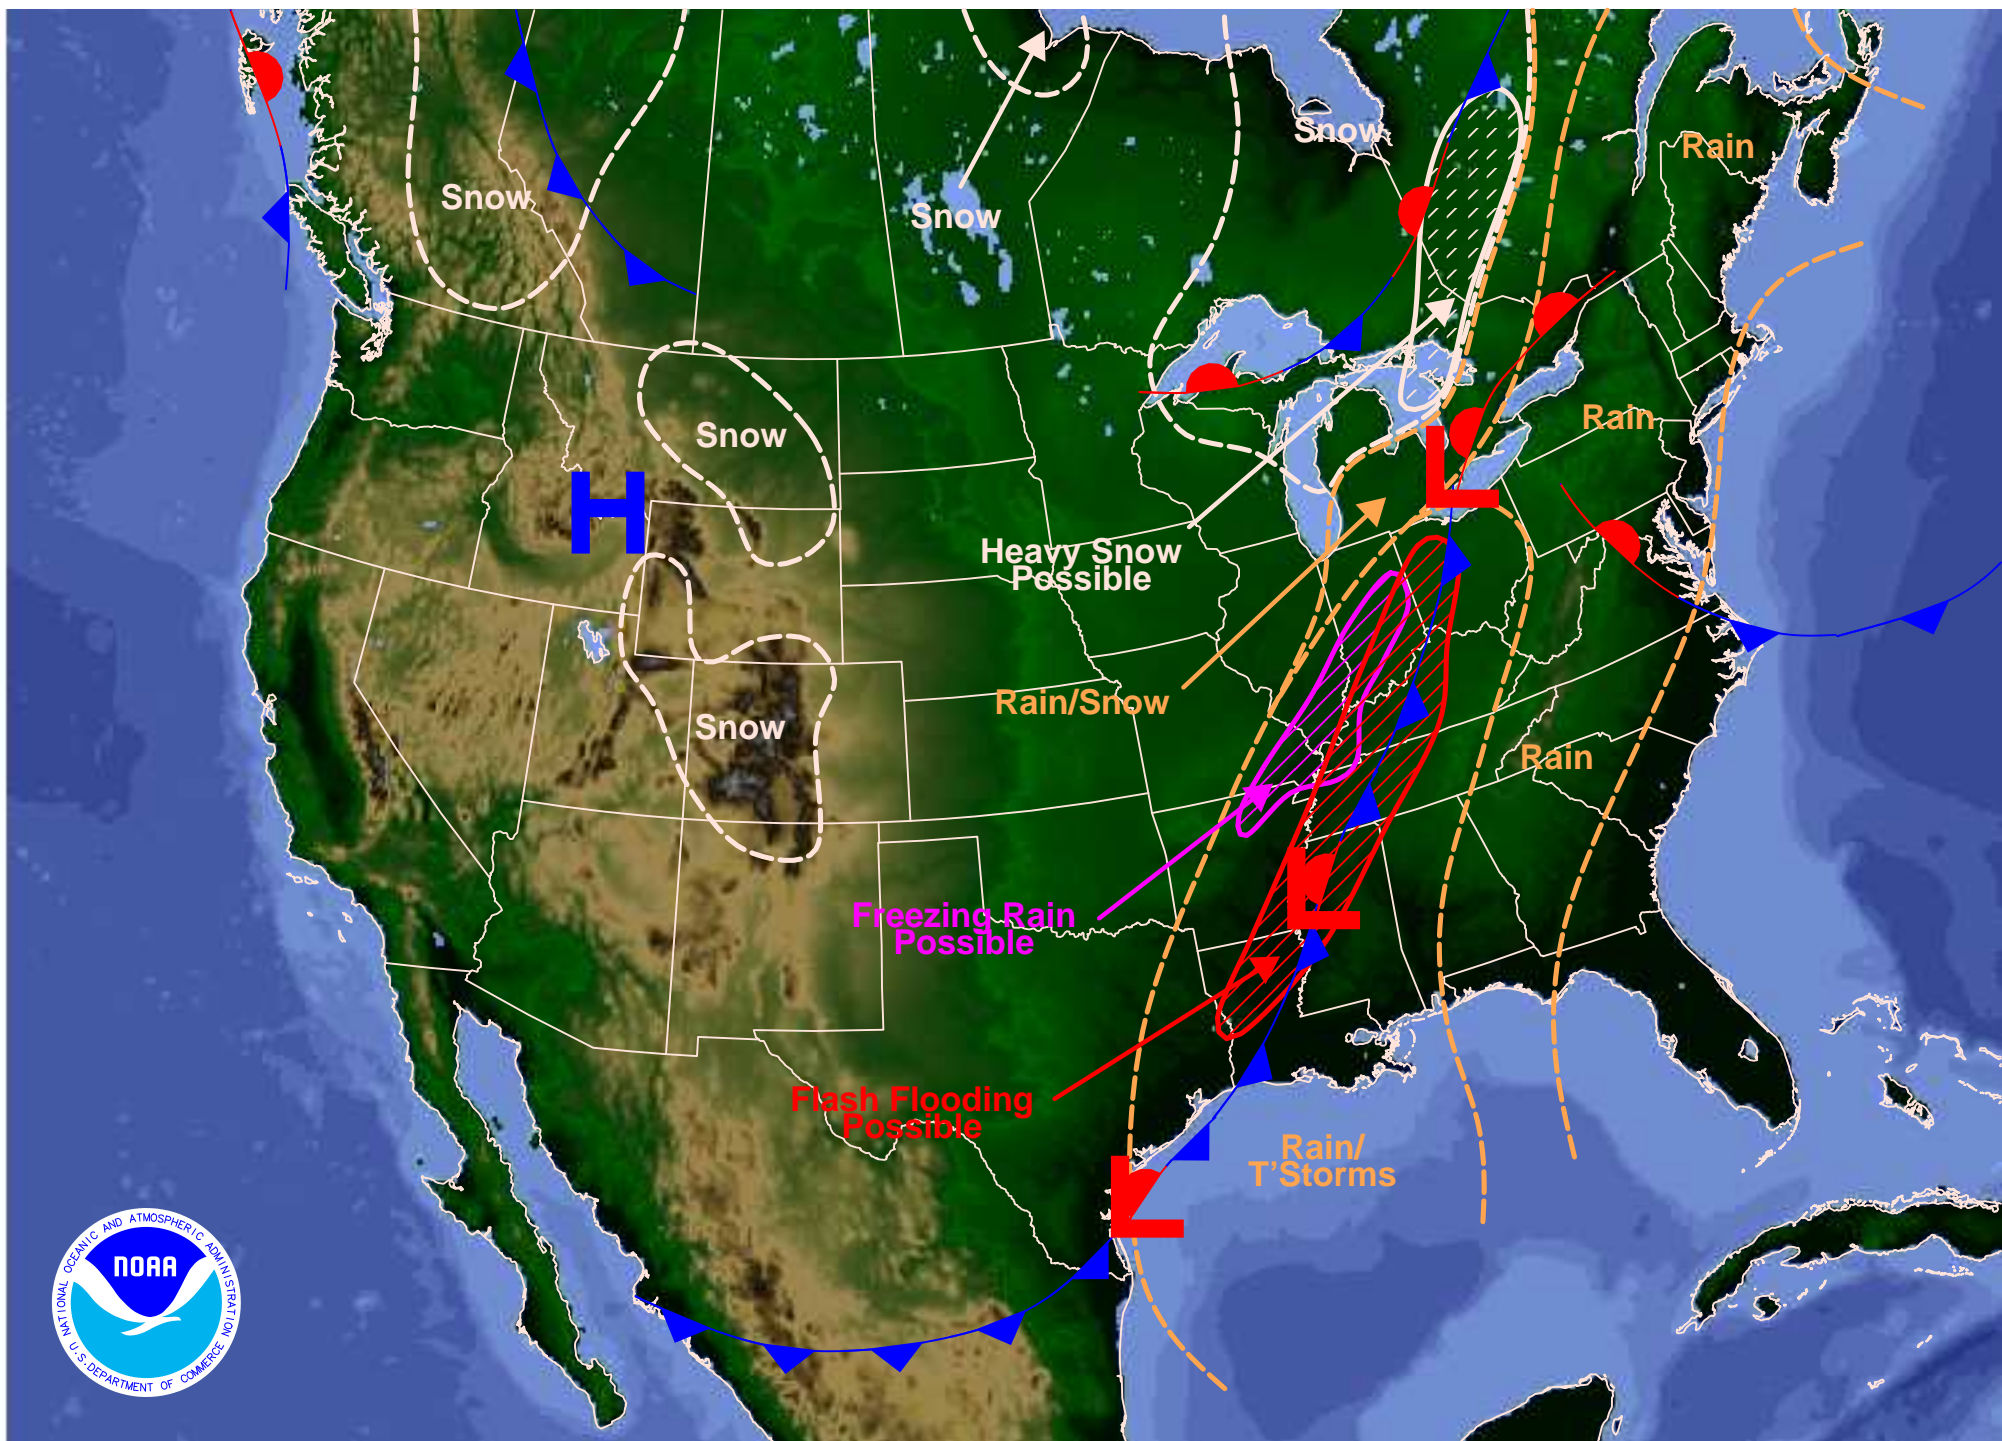 Snow
Snow
Snow
Rain
Snow
Rain
H
L
Heavy Snow
Possible
Rain/Snow
Snow
Rain
L
Freezing Rain
Possible
Flash Flooding
Possible
Rain/
T'Storms
L
NATIONAL OCEANIC AND ATMOSPHERIC ADMINISTRATION
NOAA
U.S. DEPARTMENT OF COMMERCE